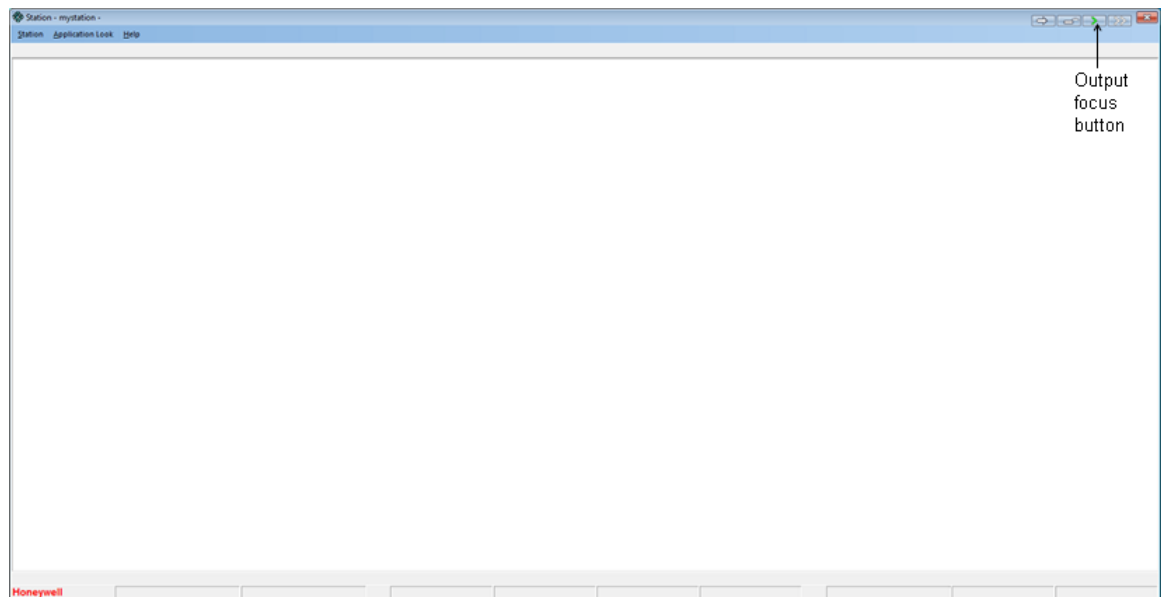 Station - mystation -
Station Application Look Help
Output
focus
button
Honeywell